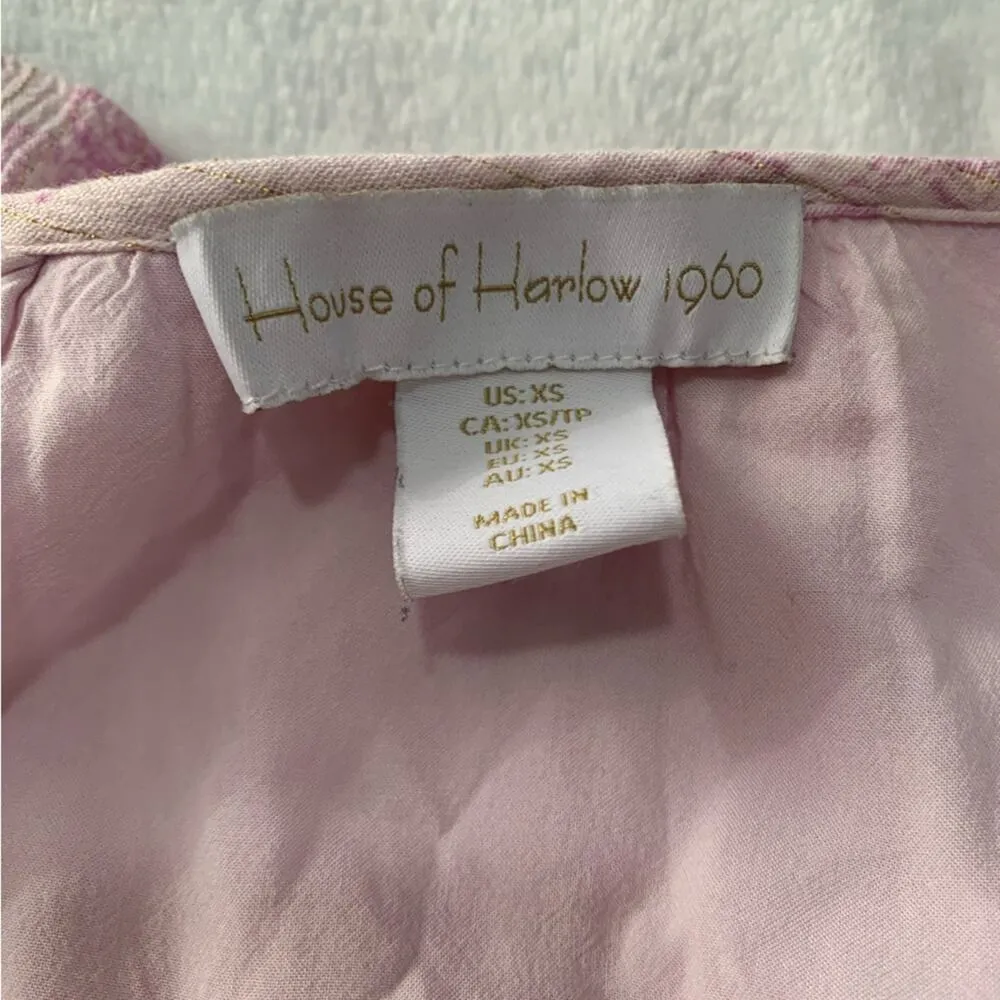 House of Harlow 1960
US: XS
CA: XS/TP
UK: XS
EU: XS
AU: XS
MADE IN
CHINA